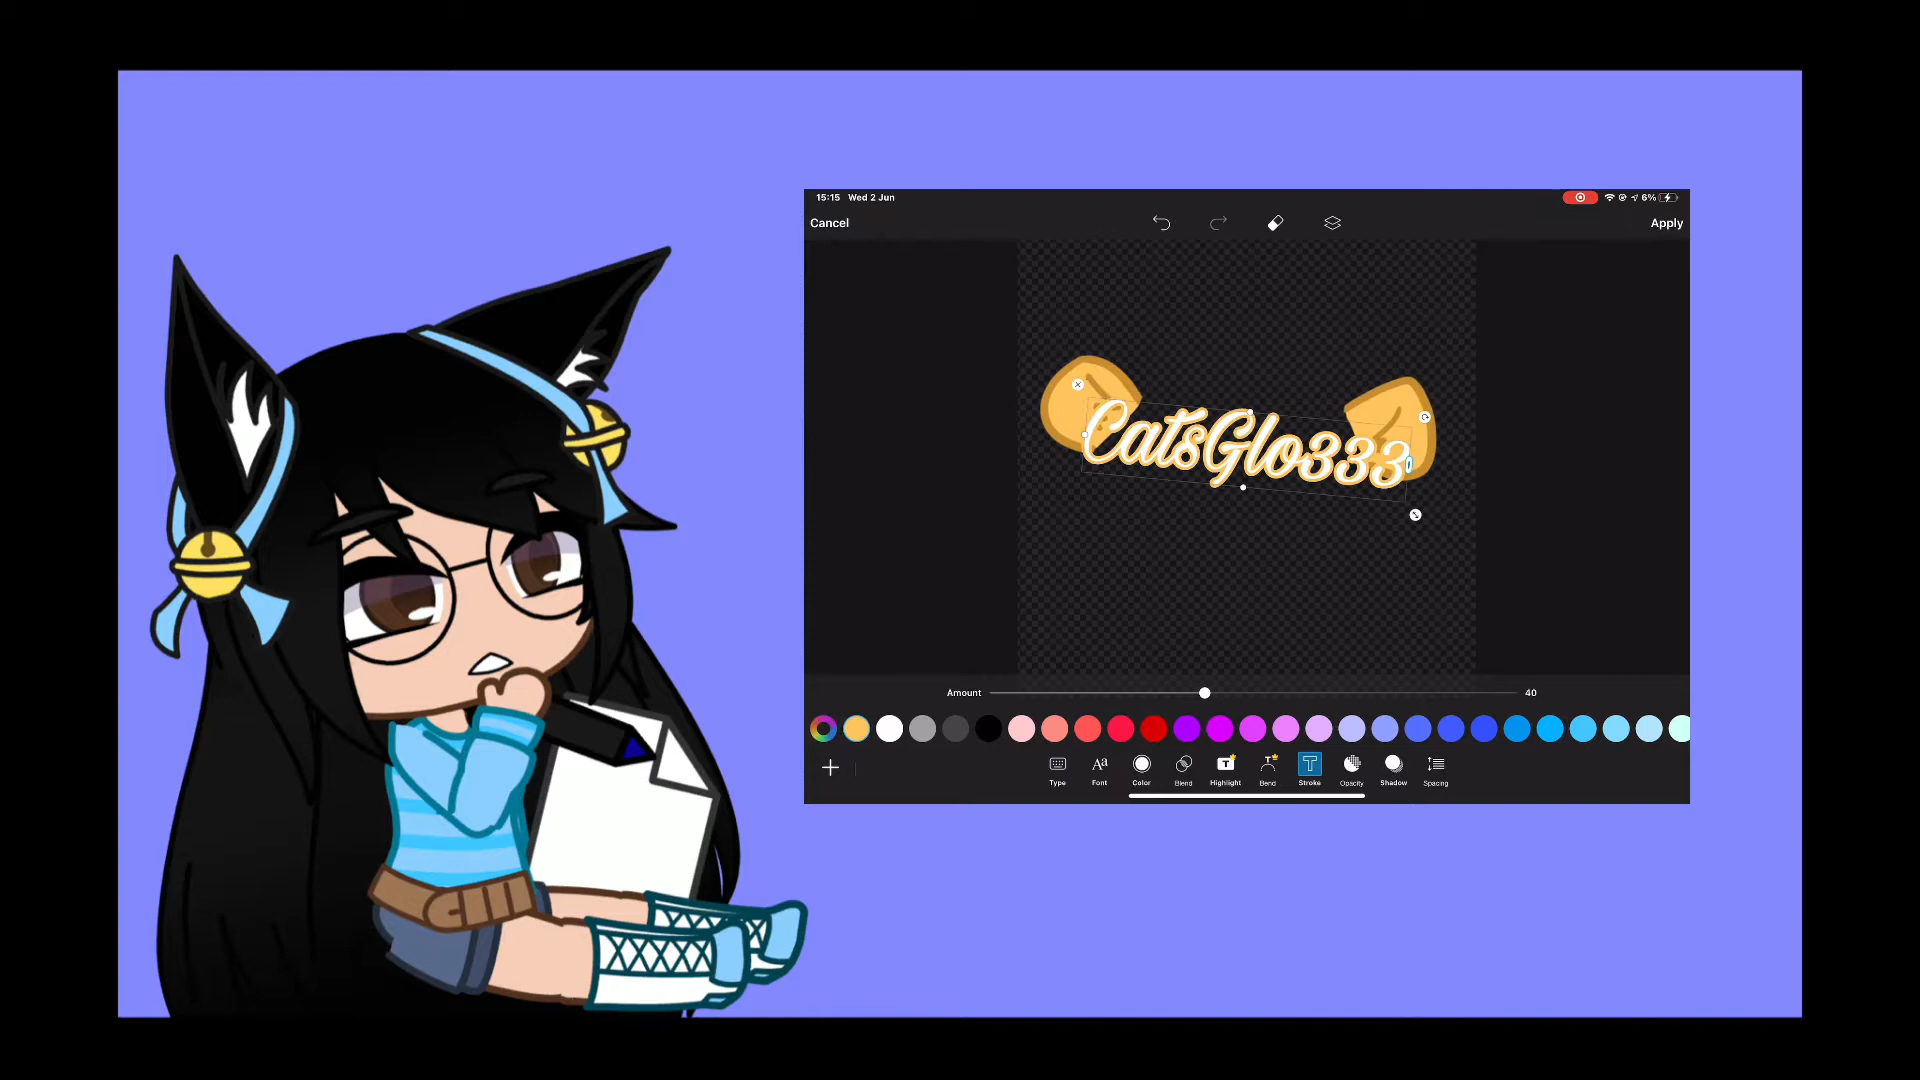 15:15 Wed 2 Jun
6%
Cancel
Apply
CatsGlo333
Amount
40
Type
Font
Color
Blend
Highlight
Bend
Stroke
Opacity
Shadow
Spacing